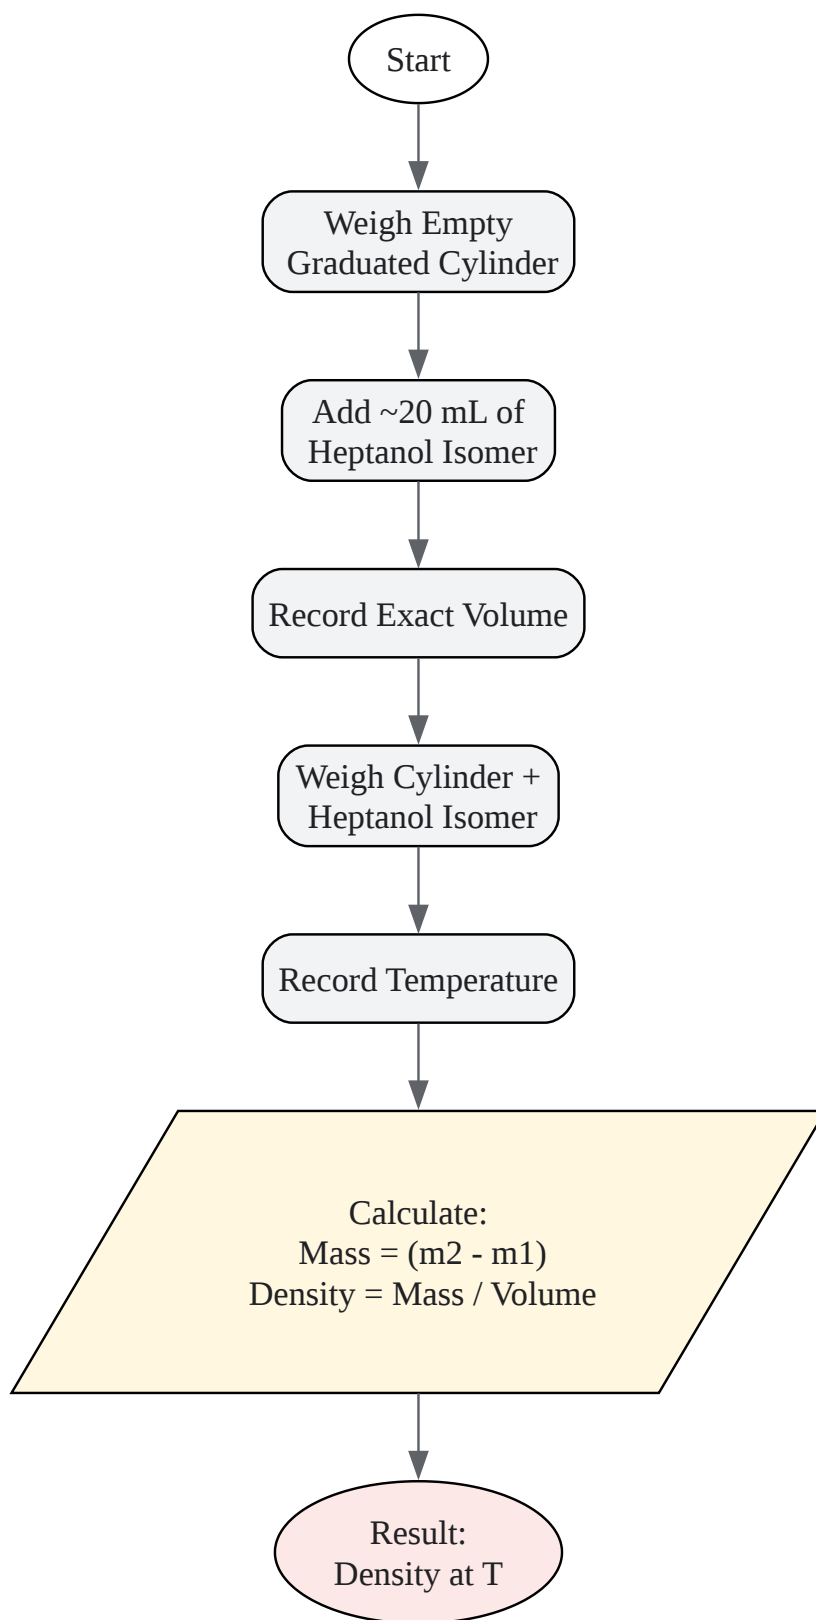 Start
Weigh Empty
Graduated Cylinder
Add ~20 mL of
Heptanol Isomer
Record Exact Volume
Weigh Cylinder +
Heptanol Isomer
Record Temperature
Calculate:
Mass = (m2 - m1)
Density = Mass / Volume
Result:
Density at T